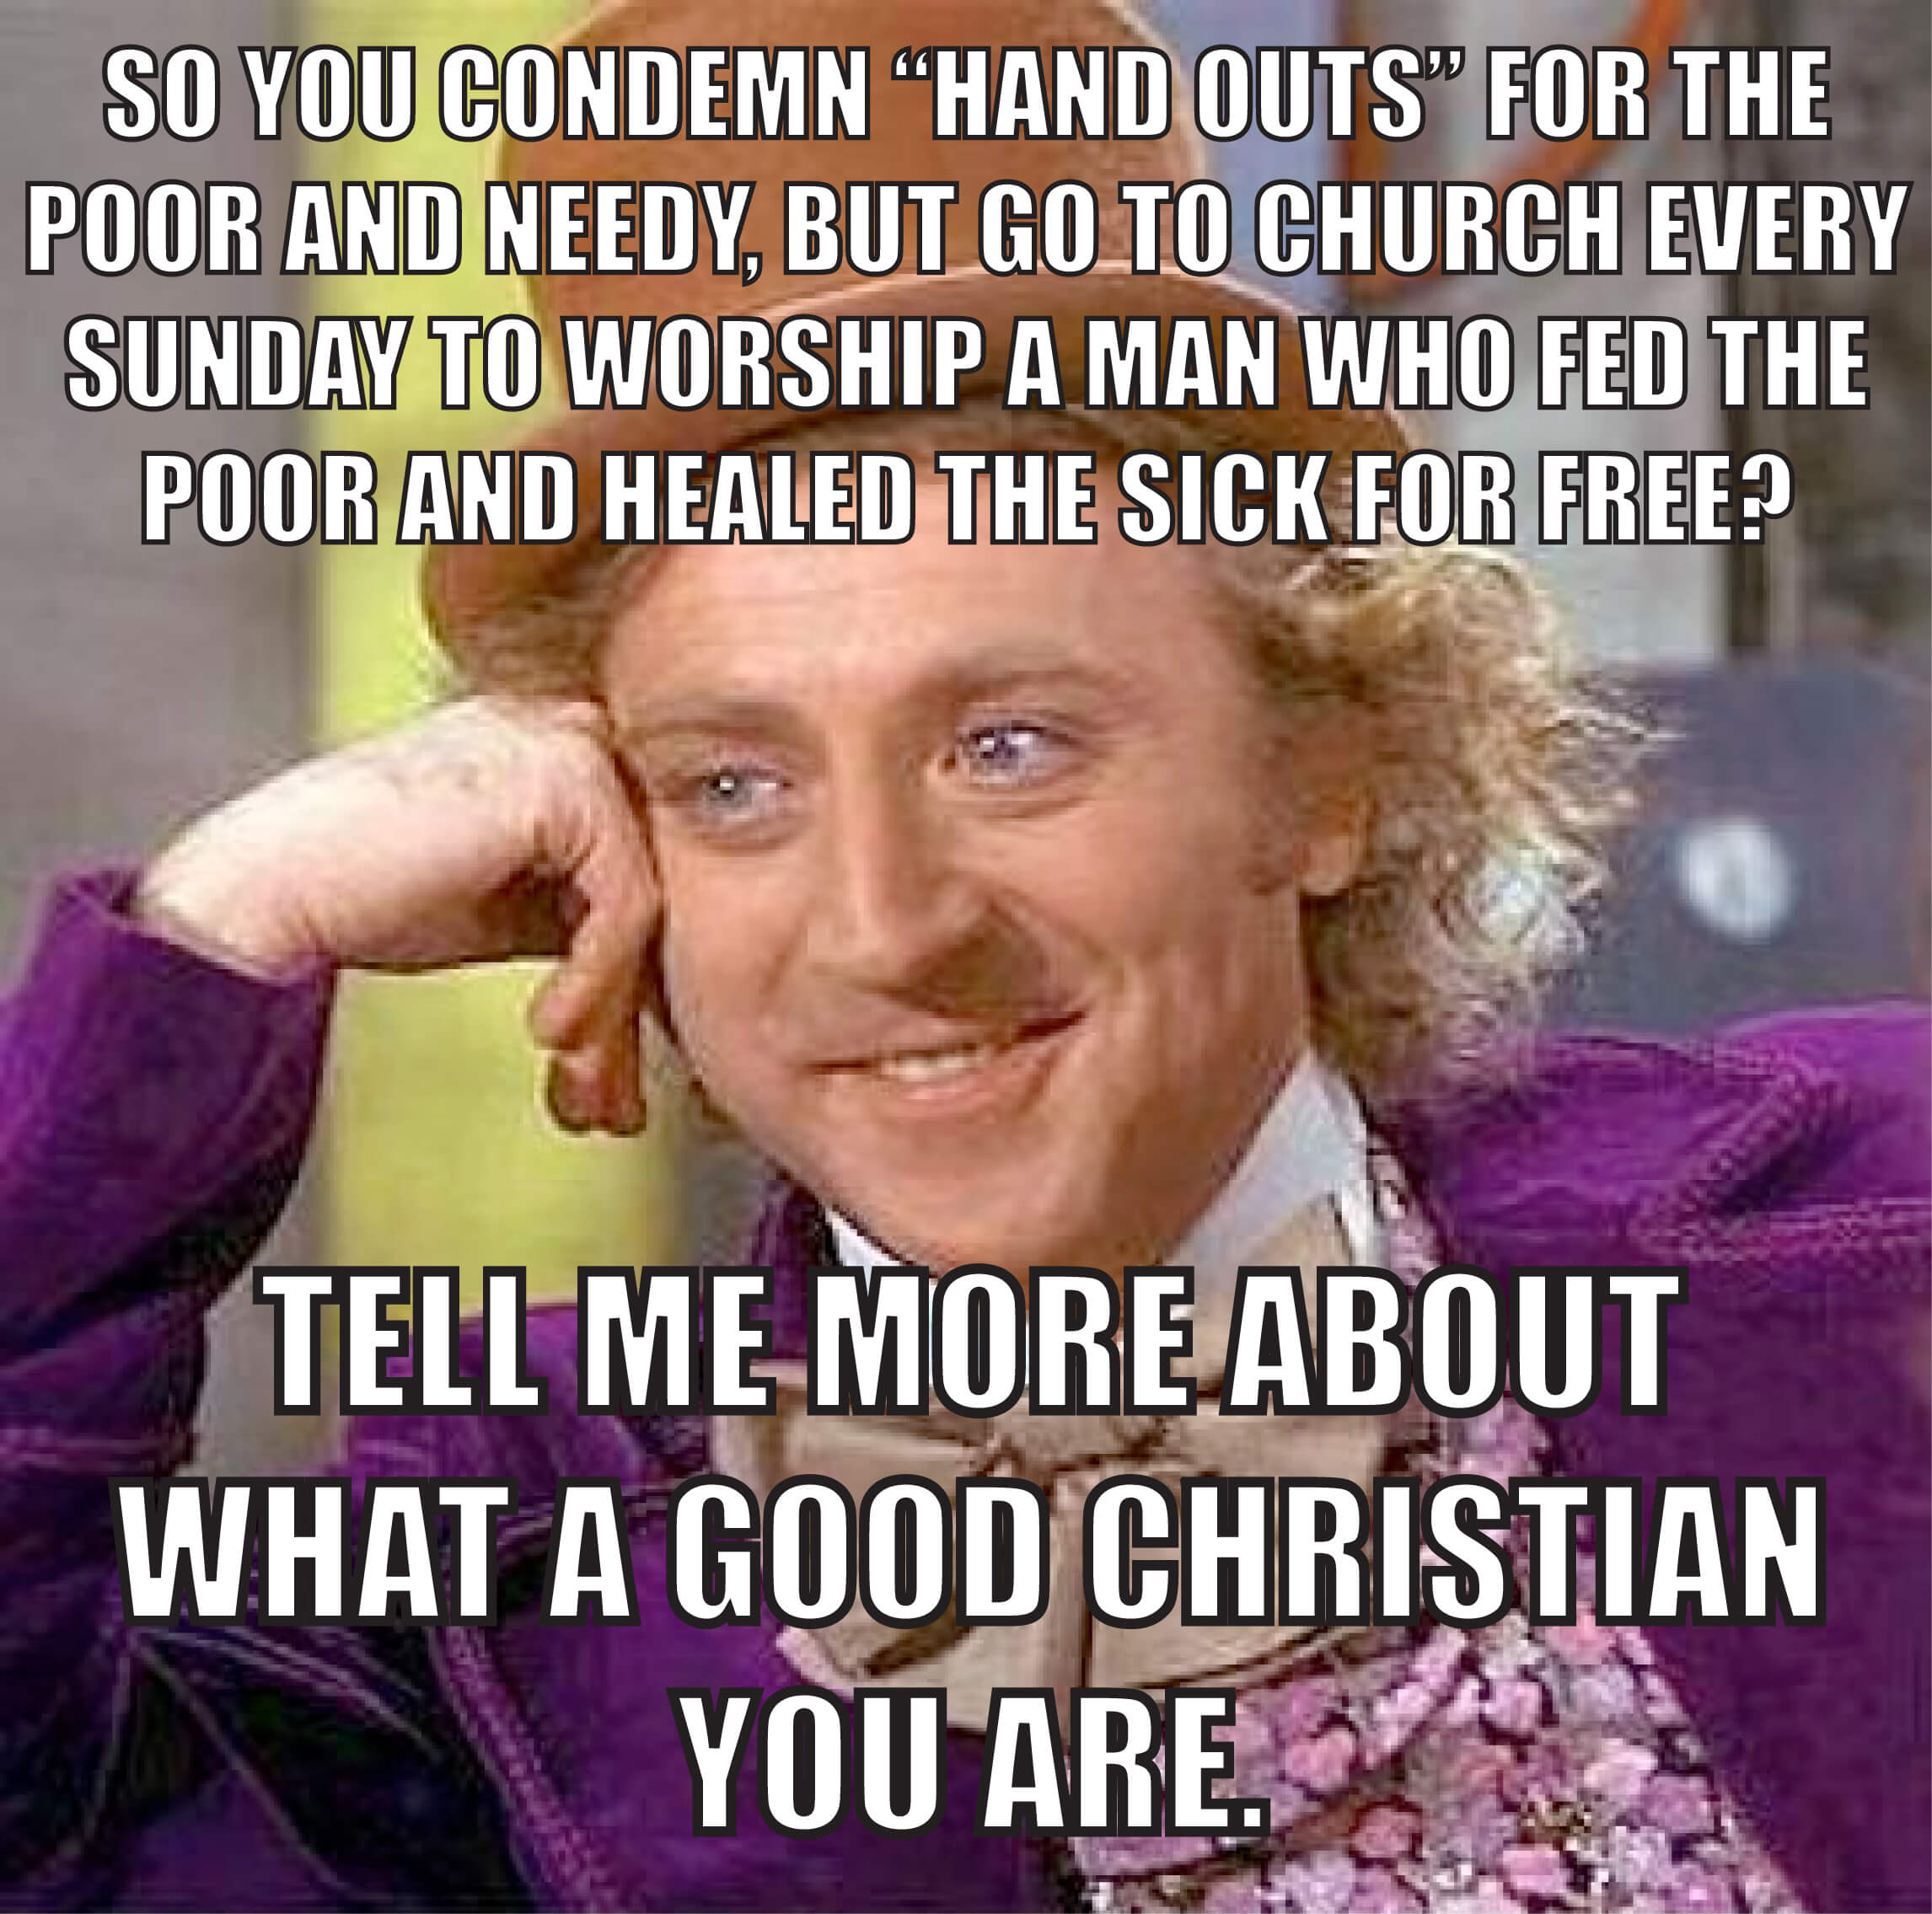 SO YOU CONDEMN “HAND OUTS” FOR THE
POOR AND NEEDY, BUT GO TO CHURCH EVERY
SUNDAY TO WORSHIP A MAN WHO FED THE
POOR AND HEALED THE SICK FOR FREE?
TELL ME MORE ABOUT
WHAT A GOOD CHRISTIAN
YOU ARE.